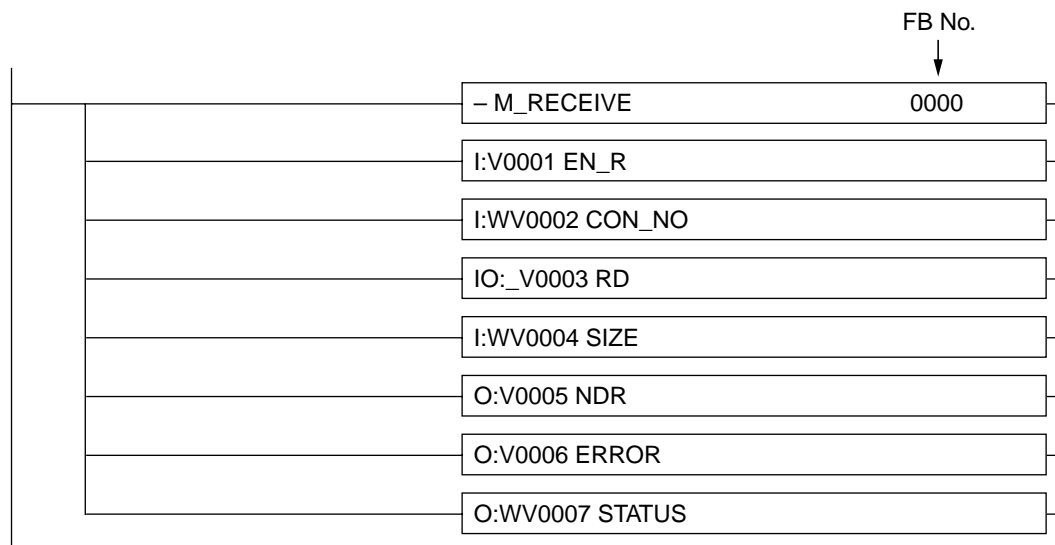 FB No.
– M_RECEIVE 0000
I:V0001 EN_R
I:WV0002 CON_NO
IO:_V0003 RD
I:WV0004 SIZE
O:V0005 NDR
O:V0006 ERROR
O:WV0007 STATUS